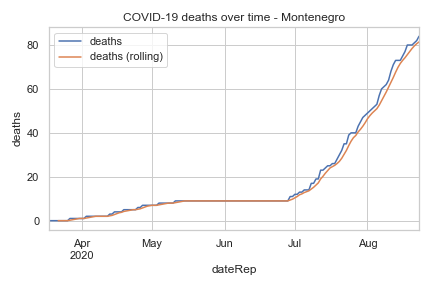 COVID-19 deaths over time - Montenegro
deaths
deaths (rolling)
80
60
40
20
0
deaths
Apr
2020
May
Jun
Jul
Aug
dateRep